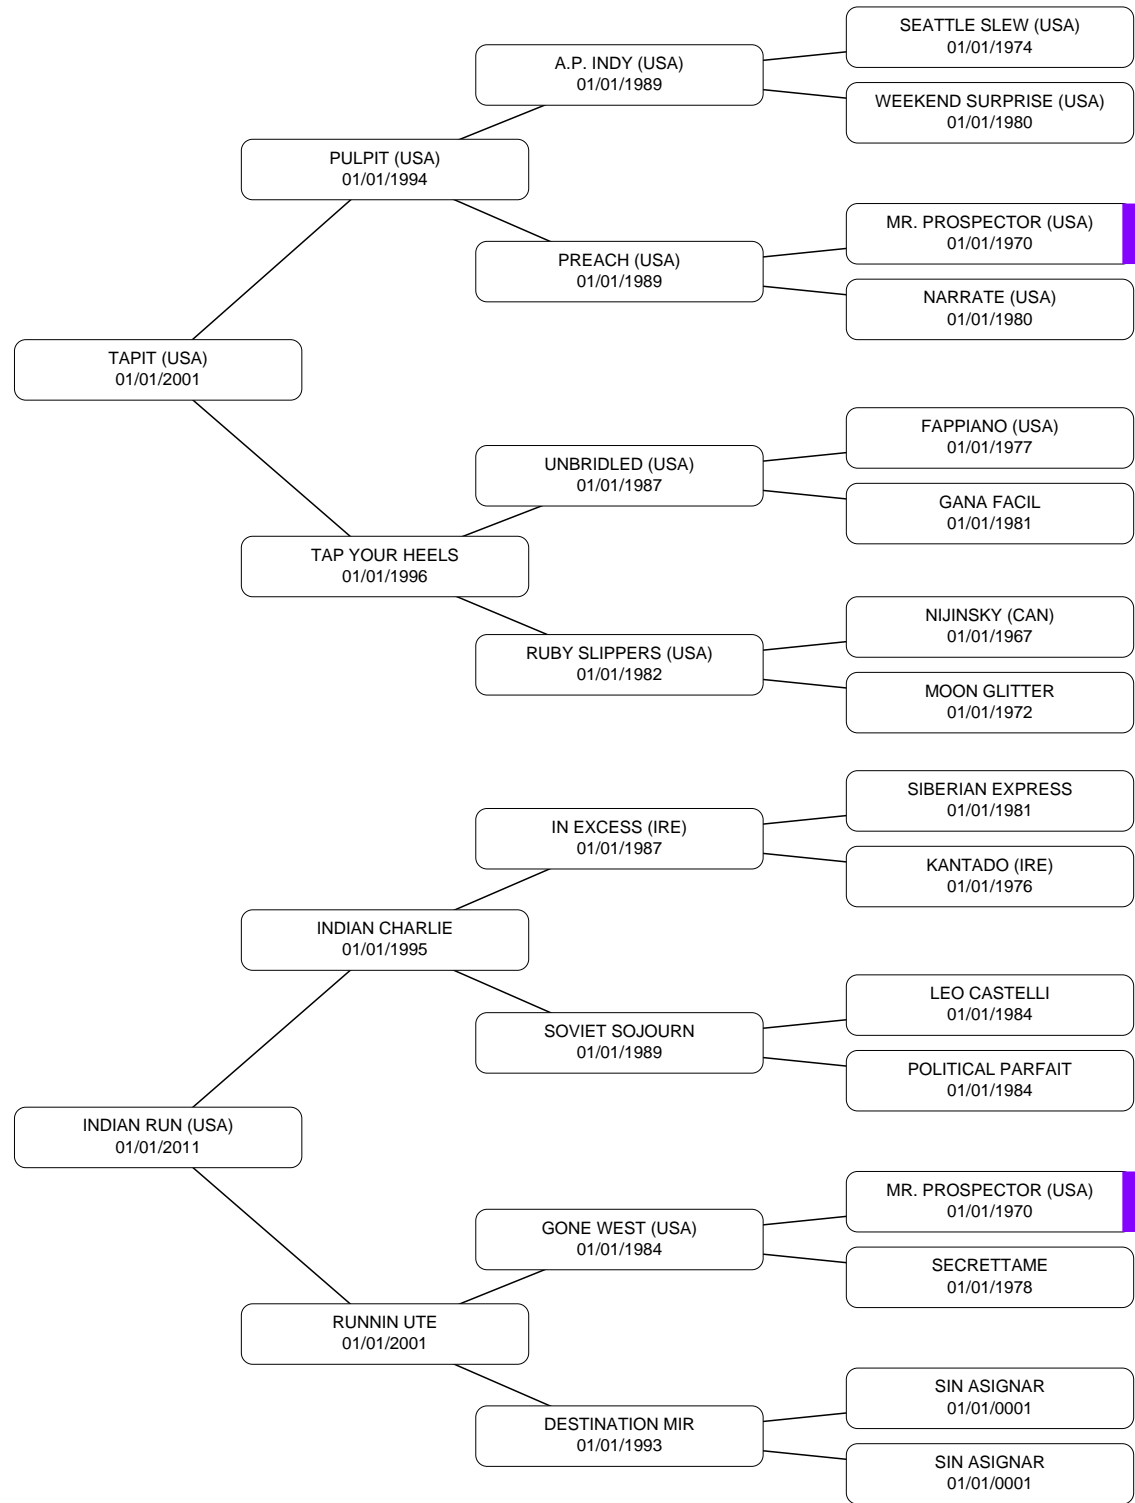 SEATTLE SLEW (USA)
01/01/1974
A.P. INDY (USA)
01/01/1989
WEEKEND SURPRISE (USA)
01/01/1980
PULPIT (USA)
01/01/1994
MR. PROSPECTOR (USA)
01/01/1970
PREACH (USA)
01/01/1989
NARRATE (USA)
01/01/1980
TAPIT (USA)
01/01/2001
FAPPIANO (USA)
01/01/1977
UNBRIDLED (USA)
01/01/1987
GANA FACIL
01/01/1981
TAP YOUR HEELS
01/01/1996
NIJINSKY (CAN)
01/01/1967
RUBY SLIPPERS (USA)
01/01/1982
MOON GLITTER
01/01/1972
SIBERIAN EXPRESS
01/01/1981
IN EXCESS (IRE)
01/01/1987
KANTADO (IRE)
01/01/1976
INDIAN CHARLIE
01/01/1995
LEO CASTELLI
01/01/1984
SOVIET SOJOURN
01/01/1989
POLITICAL PARFAIT
01/01/1984
INDIAN RUN (USA)
01/01/2011
MR. PROSPECTOR (USA)
01/01/1970
GONE WEST (USA)
01/01/1984
SECRETTAME
01/01/1978
RUNNIN UTE
01/01/2001
SIN ASIGNAR
01/01/0001
DESTINATION MIR
01/01/1993
SIN ASIGNAR
01/01/0001